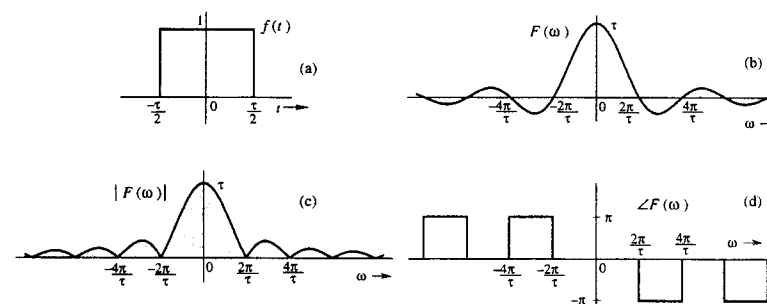 1
f(t)
(a)
−τ/2
0
τ/2
t →
F(ω)
τ
(b)
−4π/τ
−2π/τ
0
2π/τ
4π/τ
ω
|F(ω)|
τ
(c)
−4π/τ
−2π/τ
0
2π/τ
4π/τ
ω →
π
∠F(ω)
(d)
2π/τ
4π/τ
ω →
−4π/τ
−2π/τ
0
−π